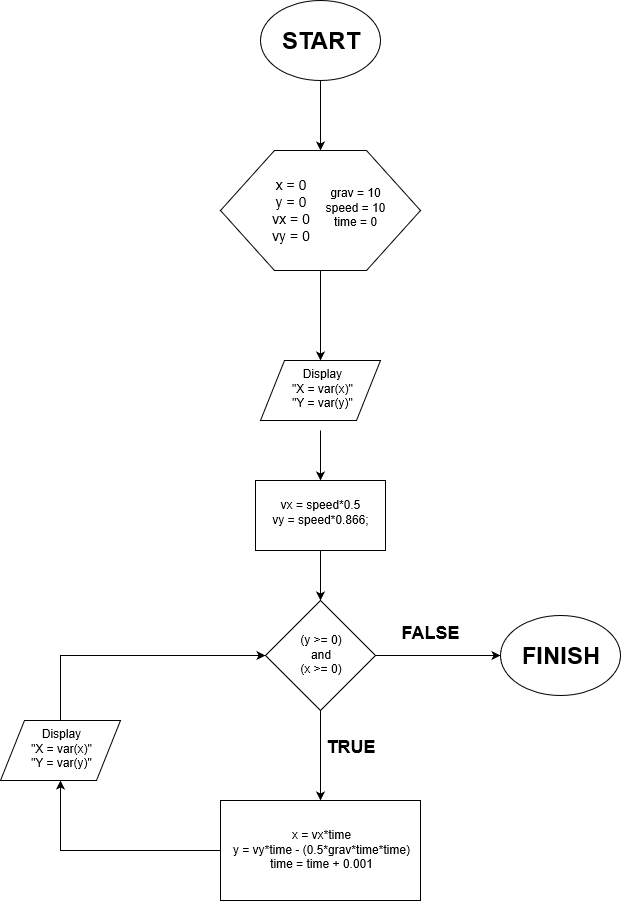 START
x = 0
y = 0
vx = 0
vy = 0
grav = 10
speed = 10
time = 0
Display
"X = var(x)"
"Y = var(y)"
vx = speed*0.5
vy = speed*0.866;
(y >= 0)
and
(x >= 0)
FALSE
FINISH
TRUE
Display
"X = var(x)"
"Y = var(y)"
x = vx*time
y = vy*time - (0.5*grav*time*time)
time = time + 0.001